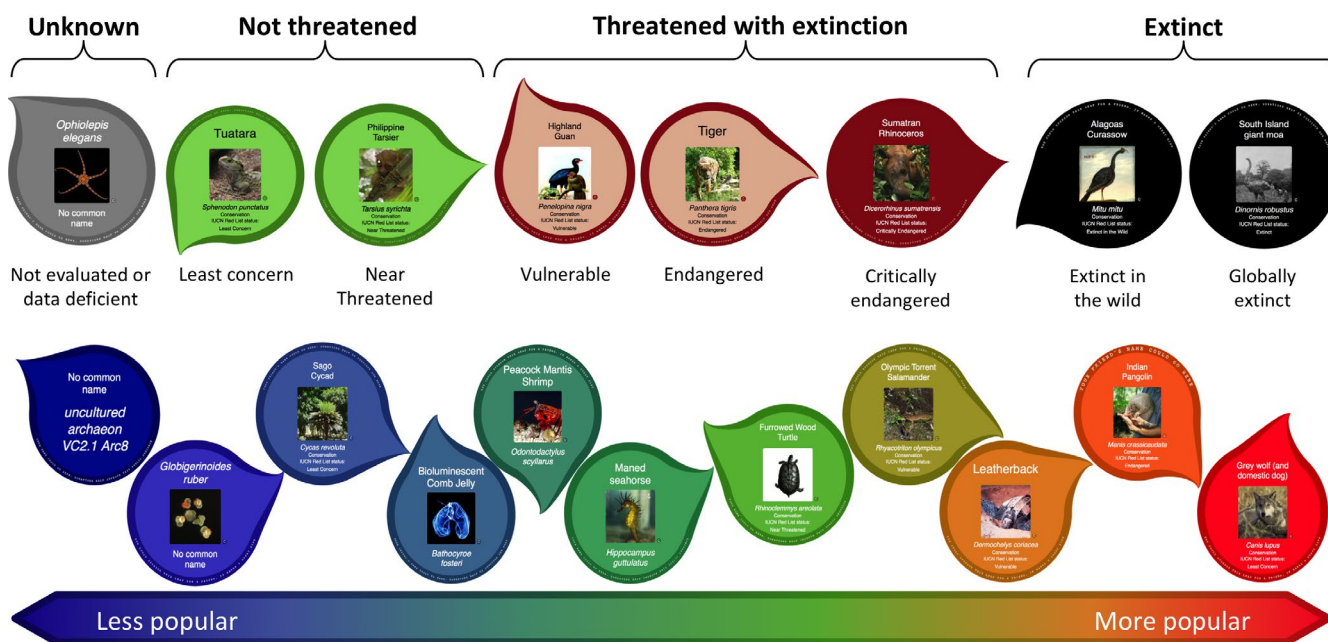 Unknown
Not threatened
Threatened with extinction
Extinct
Ophiolepis
elegans
No common
name
Tuatara
Sphenodon punctatus
Conservation
IUCN Red List status:
Least Concern
Philippine
Tarsier
Tarsius syrichta
Conservation
IUCN Red List status:
Near Threatened
Highland
Guan
Penelopina nigra
Conservation
IUCN Red List status:
Vulnerable
Tiger
Panthera tigris
Conservation
IUCN Red List status:
Endangered
Sumatran
Rhinoceros
Dicerorhinus sumatrensis
Conservation
IUCN Red List status:
Critically Endangered
Alagoas
Curassow
Mitu mitu
Conservation
IUCN Red List status:
Extinct in the Wild
South Island
giant moa
Dinornis robustus
Conservation
IUCN Red List status:
Extinct
Not evaluated or
data deficient
Least concern
Near
Threatened
Vulnerable
Endangered
Critically
endangered
Extinct in
the wild
Globally
extinct
No common
name
uncultured
archaeon
VC2.1 Arc8
Globigerinoides
ruber
No common
name
Sago
Cycad
Cycas revoluta
Conservation
IUCN Red List status:
Least Concern
Bioluminescent
Comb Jelly
Bathocyroe
fosteri
Peacock Mantis
Shrimp
Odontodactylus
scyllarus
Maned
seahorse
Hippocampus
guttulatus
Furrowed Wood
Turtle
Rhinoclemmys areolata
Conservation
IUCN Red List status:
Near Threatened
Olympic Torrent
Salamander
Rhyacotriton olympicus
Conservation
IUCN Red List status:
Vulnerable
Leatherback
Dermochelys coriacea
Conservation
IUCN Red List status:
Vulnerable
Indian
Pangolin
Manis crassicaudata
Conservation
IUCN Red List status:
Endangered
Grey wolf (and
domestic dog)
Canis lupus
Conservation
IUCN Red List status:
Least Concern
Less popular
More popular